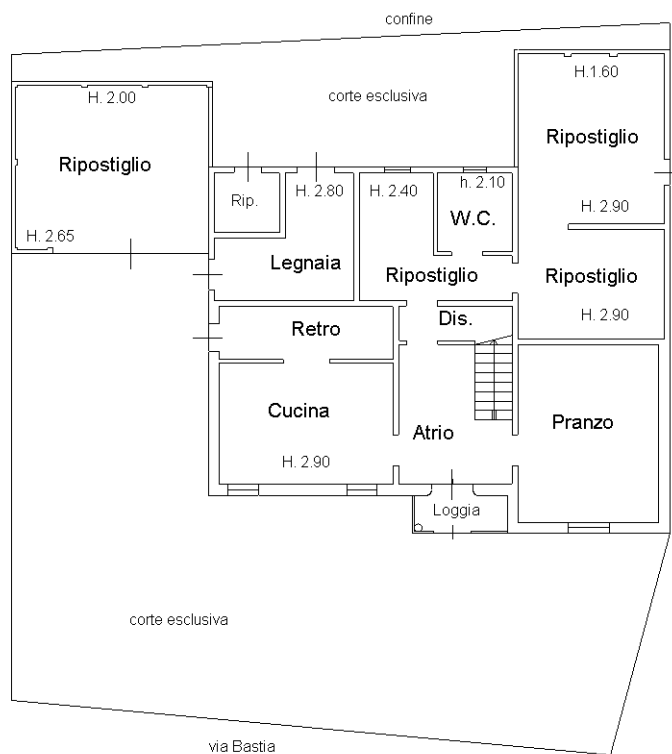 confine
H. 2.00
H.1.60
corte esclusiva
Ripostiglio
Ripostiglio
Rip.
H. 2.80
H. 2.40
h. 2.10
W.C.
H. 2.90
H. 2.65
Legnaia
Ripostiglio
Ripostiglio
H. 2.90
Retro
Dis.
Cucina
Atrio
Pranzo
H. 2.90
Loggia
corte esclusiva
via Bastia